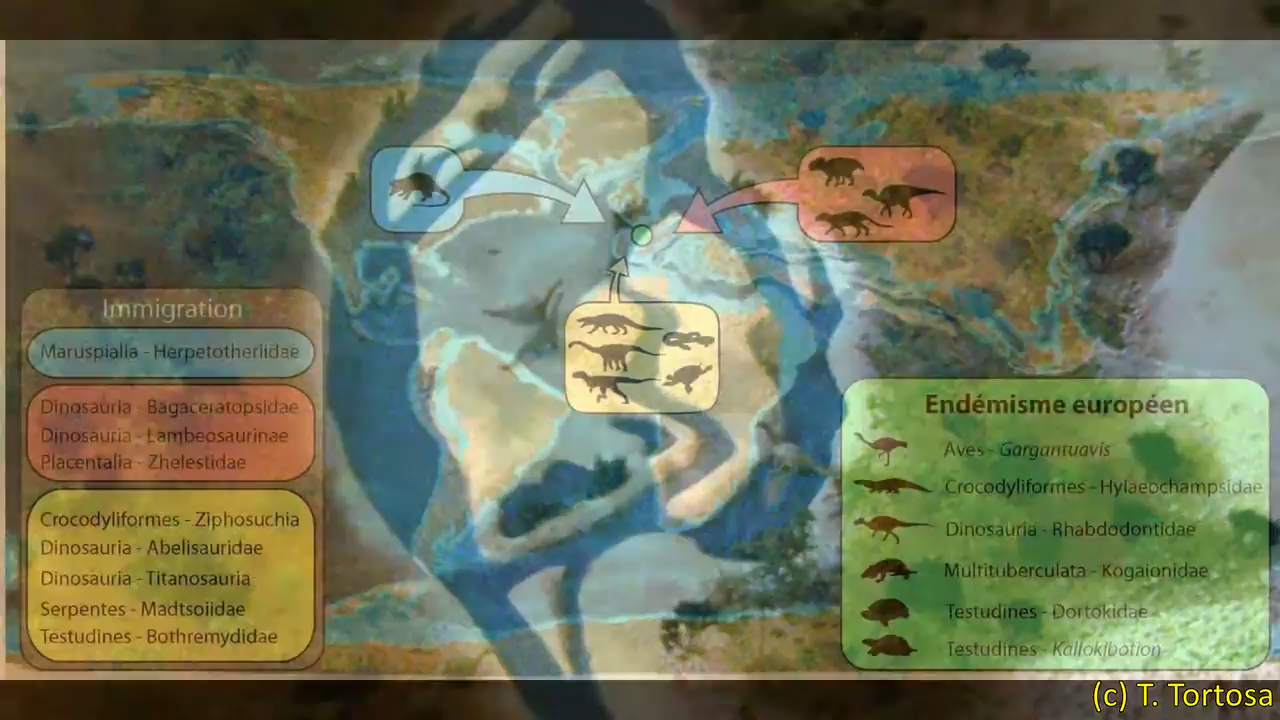 Immigration
Maruspialia - Herpetotheriidae
Dinosauria - Bagaceratopsidae
Dinosauria - Lambeosaurinae
Placentalia - Zhelestidae
Crocodyliformes - Ziphosuchia
Dinosauria - Abelisauridae
Dinosauria - Titanosauria
Serpentes - Madtsoiidae
Testudines - Bothremydidae
Endémisme européen
Aves - Gargantuavis
Crocodyliformes - Hylaeochampsidae
Dinosauria - Rhabdodontidae
Multituberculata - Kogaionidae
Testudines - Dortokidae
Testudines - Kallokibotion
(c) T. Tortosa